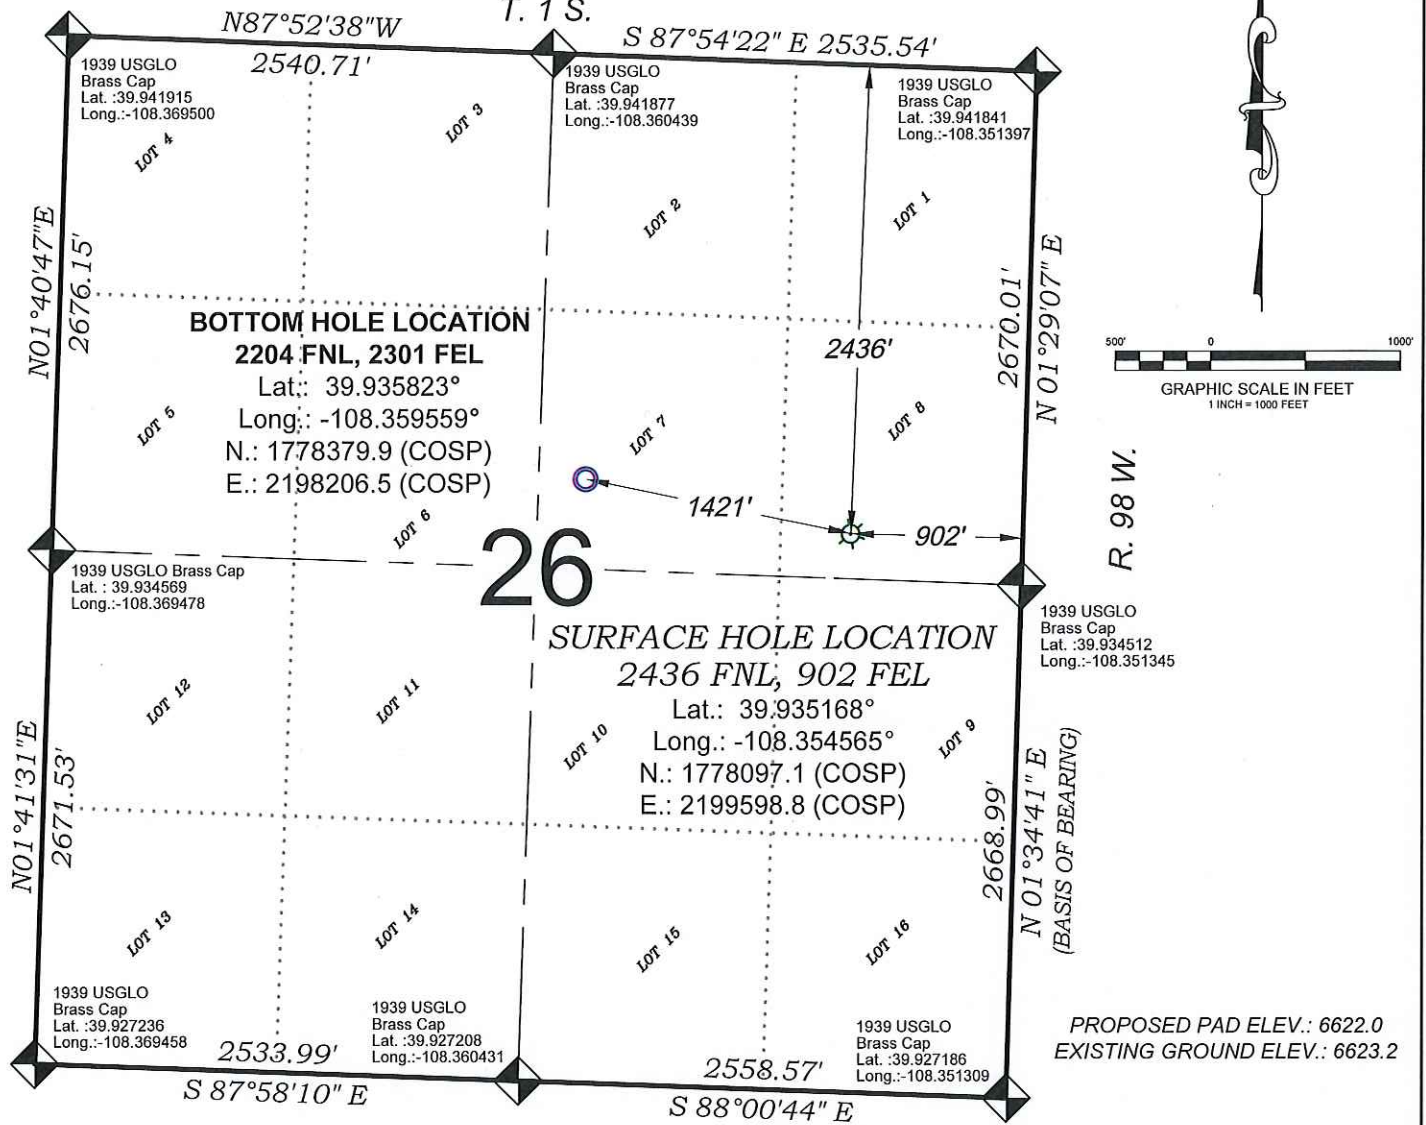 T. 1 S.
N87°52'38"W
2540.71'
S 87°54'22" E 2535.54'
1939 USGLO
Brass Cap
Lat. :39.941915
Long.:-108.369500
1939 USGLO
Brass Cap
Lat. :39.941877
Long.:-108.360439
1939 USGLO
Brass Cap
Lat. :39.941841
Long.:-108.351397
LOT 4
LOT 3
LOT 2
LOT 1
N01°40'47"E
2676.15'
2670.01'
N 01°29'07" E
BOTTOM HOLE LOCATION
2204 FNL, 2301 FEL
Lat.: 39.935823°
Long.: -108.359559°
N.: 1778379.9 (COSP)
E.: 2198206.5 (COSP)
2436'
500'
0
1000'
GRAPHIC SCALE IN FEET
1 INCH = 1000 FEET
LOT 5
LOT 6
LOT 7
LOT 8
1421'
902'
R. 98 W.
26
1939 USGLO Brass Cap
Lat. : 39.934569
Long.:-108.369478
1939 USGLO
Brass Cap
Lat. :39.934512
Long.:-108.351345
SURFACE HOLE LOCATION
2436 FNL, 902 FEL
Lat.: 39.935168°
Long.: -108.354565°
N.: 1778097.1 (COSP)
E.: 2199598.8 (COSP)
LOT 12
LOT 11
LOT 10
LOT 9
N01°41'31"E
2671.53'
2668.99'
N 01°34'41" E
(BASIS OF BEARING)
LOT 13
LOT 14
LOT 15
LOT 16
1939 USGLO
Brass Cap
Lat. :39.927236
Long.:-108.369458
1939 USGLO
Brass Cap
Lat. :39.927208
Long.:-108.360431
1939 USGLO
Brass Cap
Lat. :39.927186
Long.:-108.351309
2533.99'
S 87°58'10" E
2558.57'
S 88°00'44" E
PROPOSED PAD ELEV.: 6622.0
EXISTING GROUND ELEV.: 6623.2